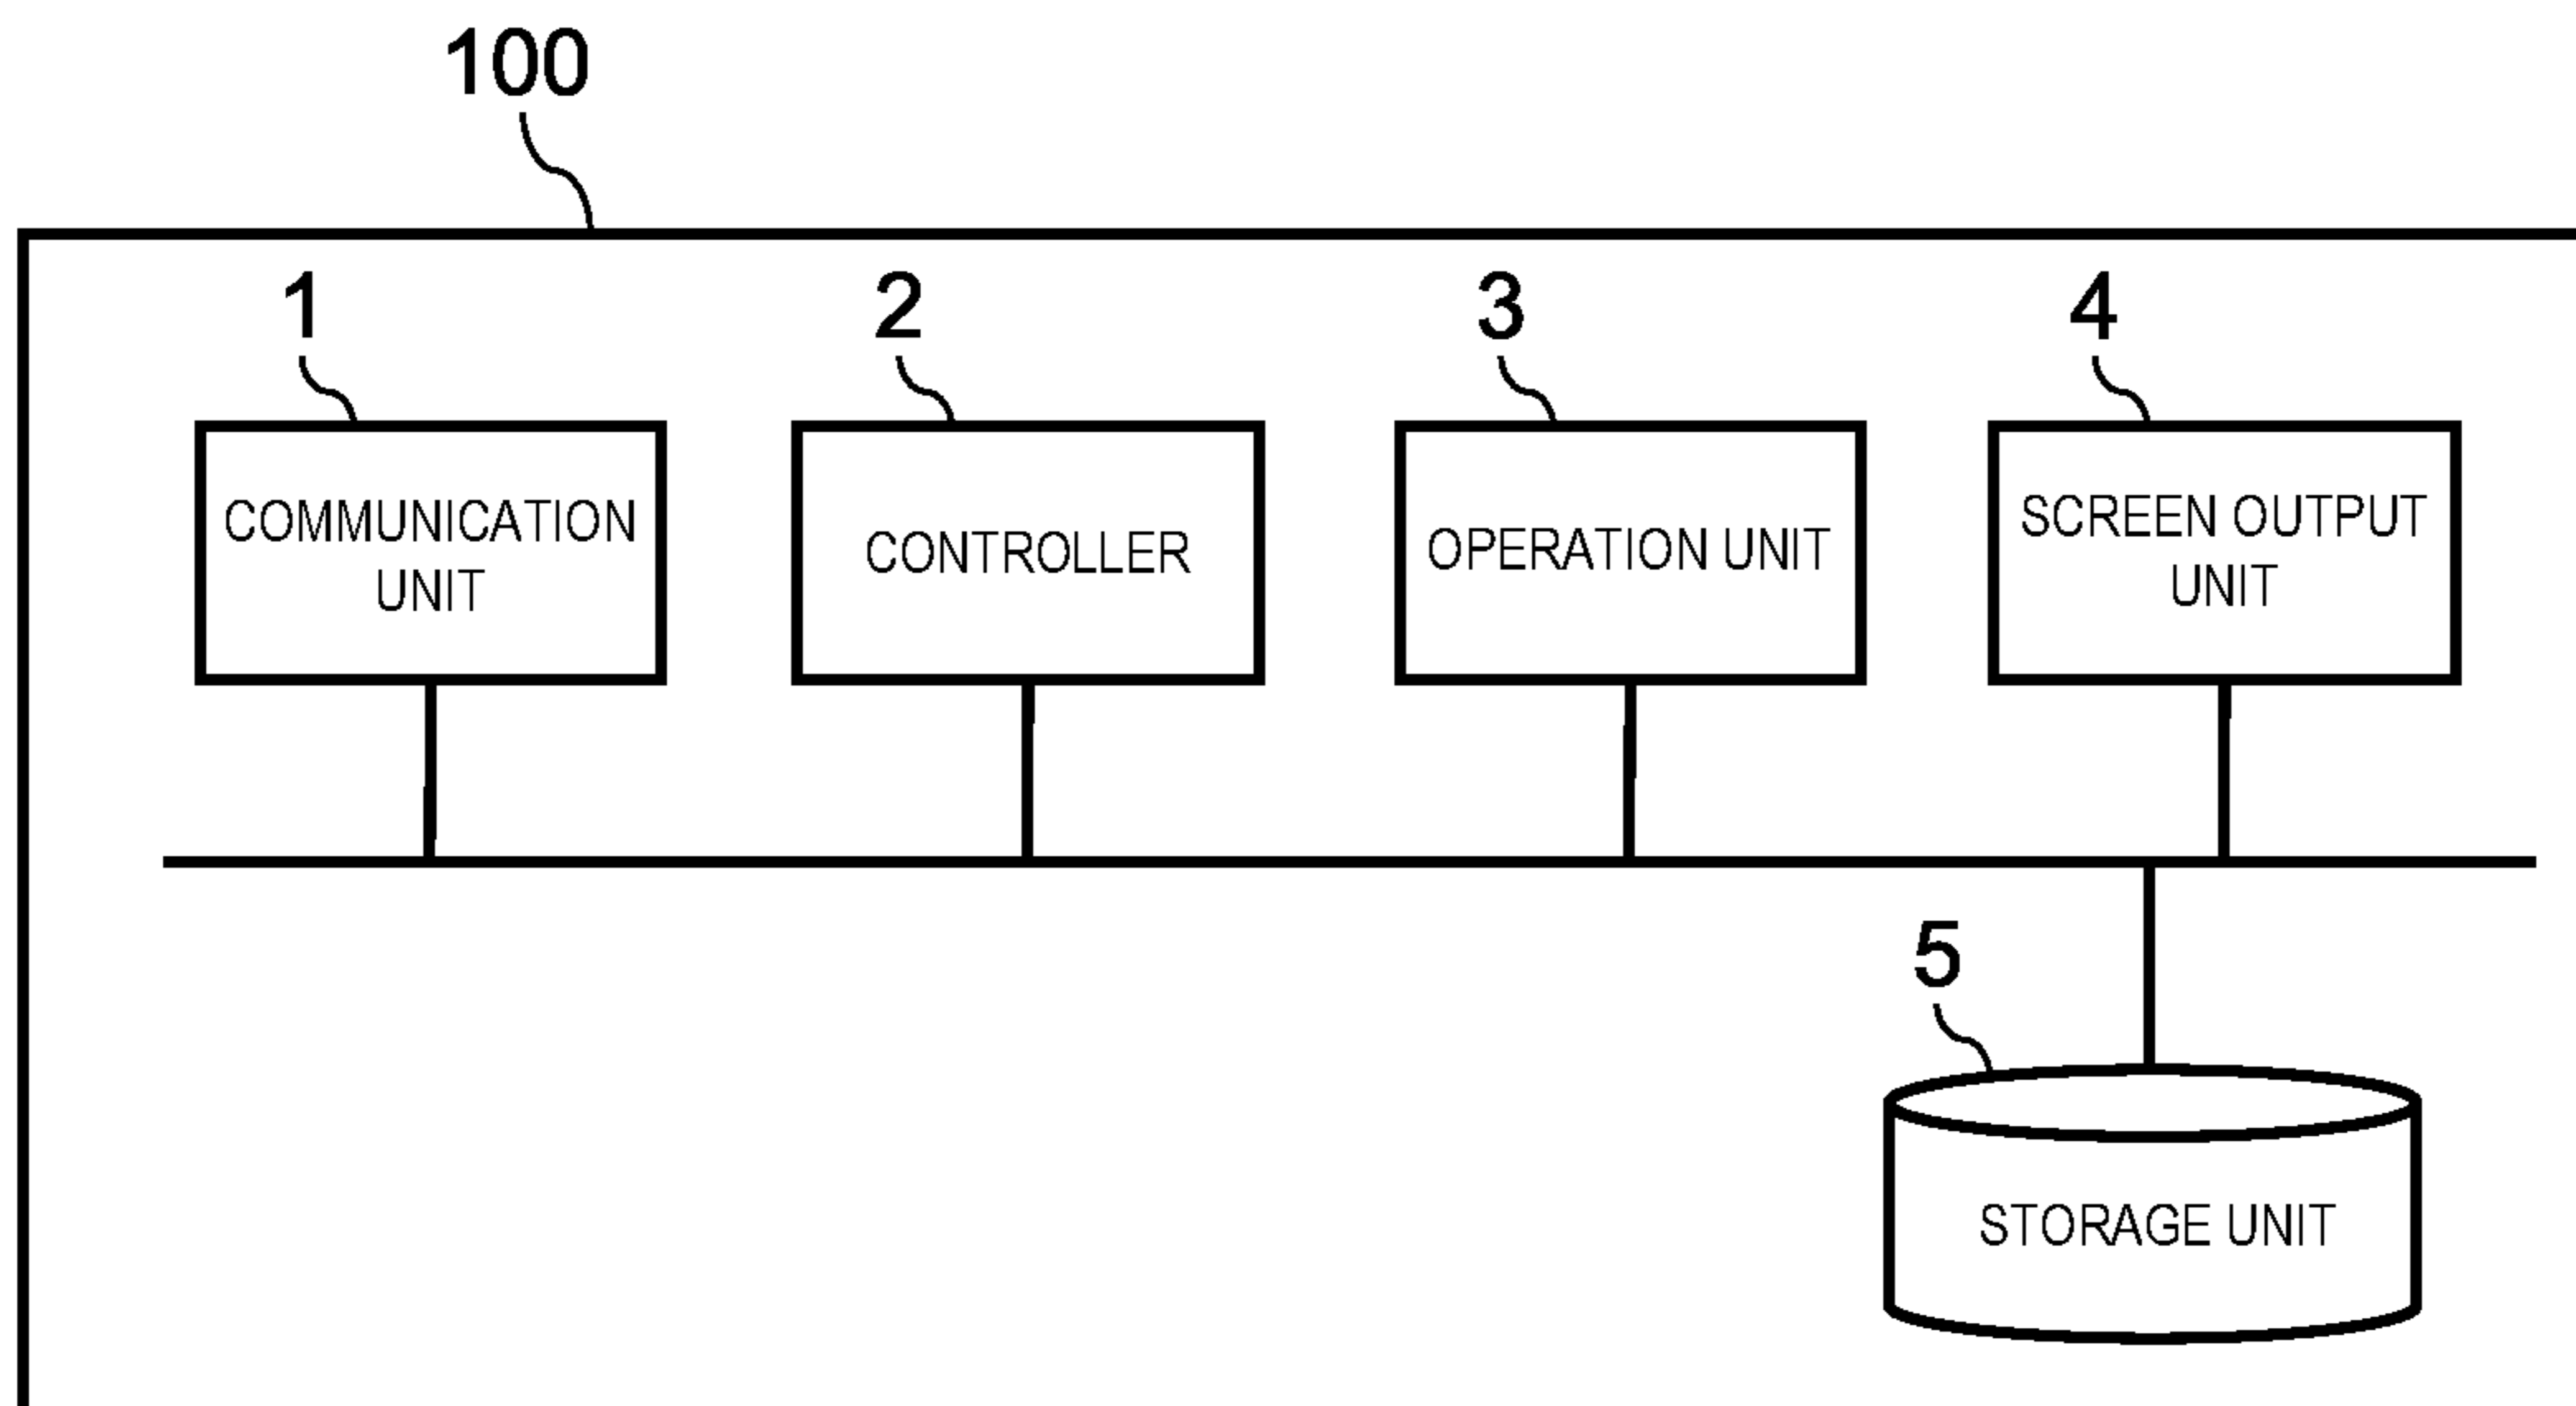 100
1
2
3
4
COMMUNICATION
UNIT
CONTROLLER
OPERATION UNIT
SCREEN OUTPUT
UNIT
5
STORAGE UNIT